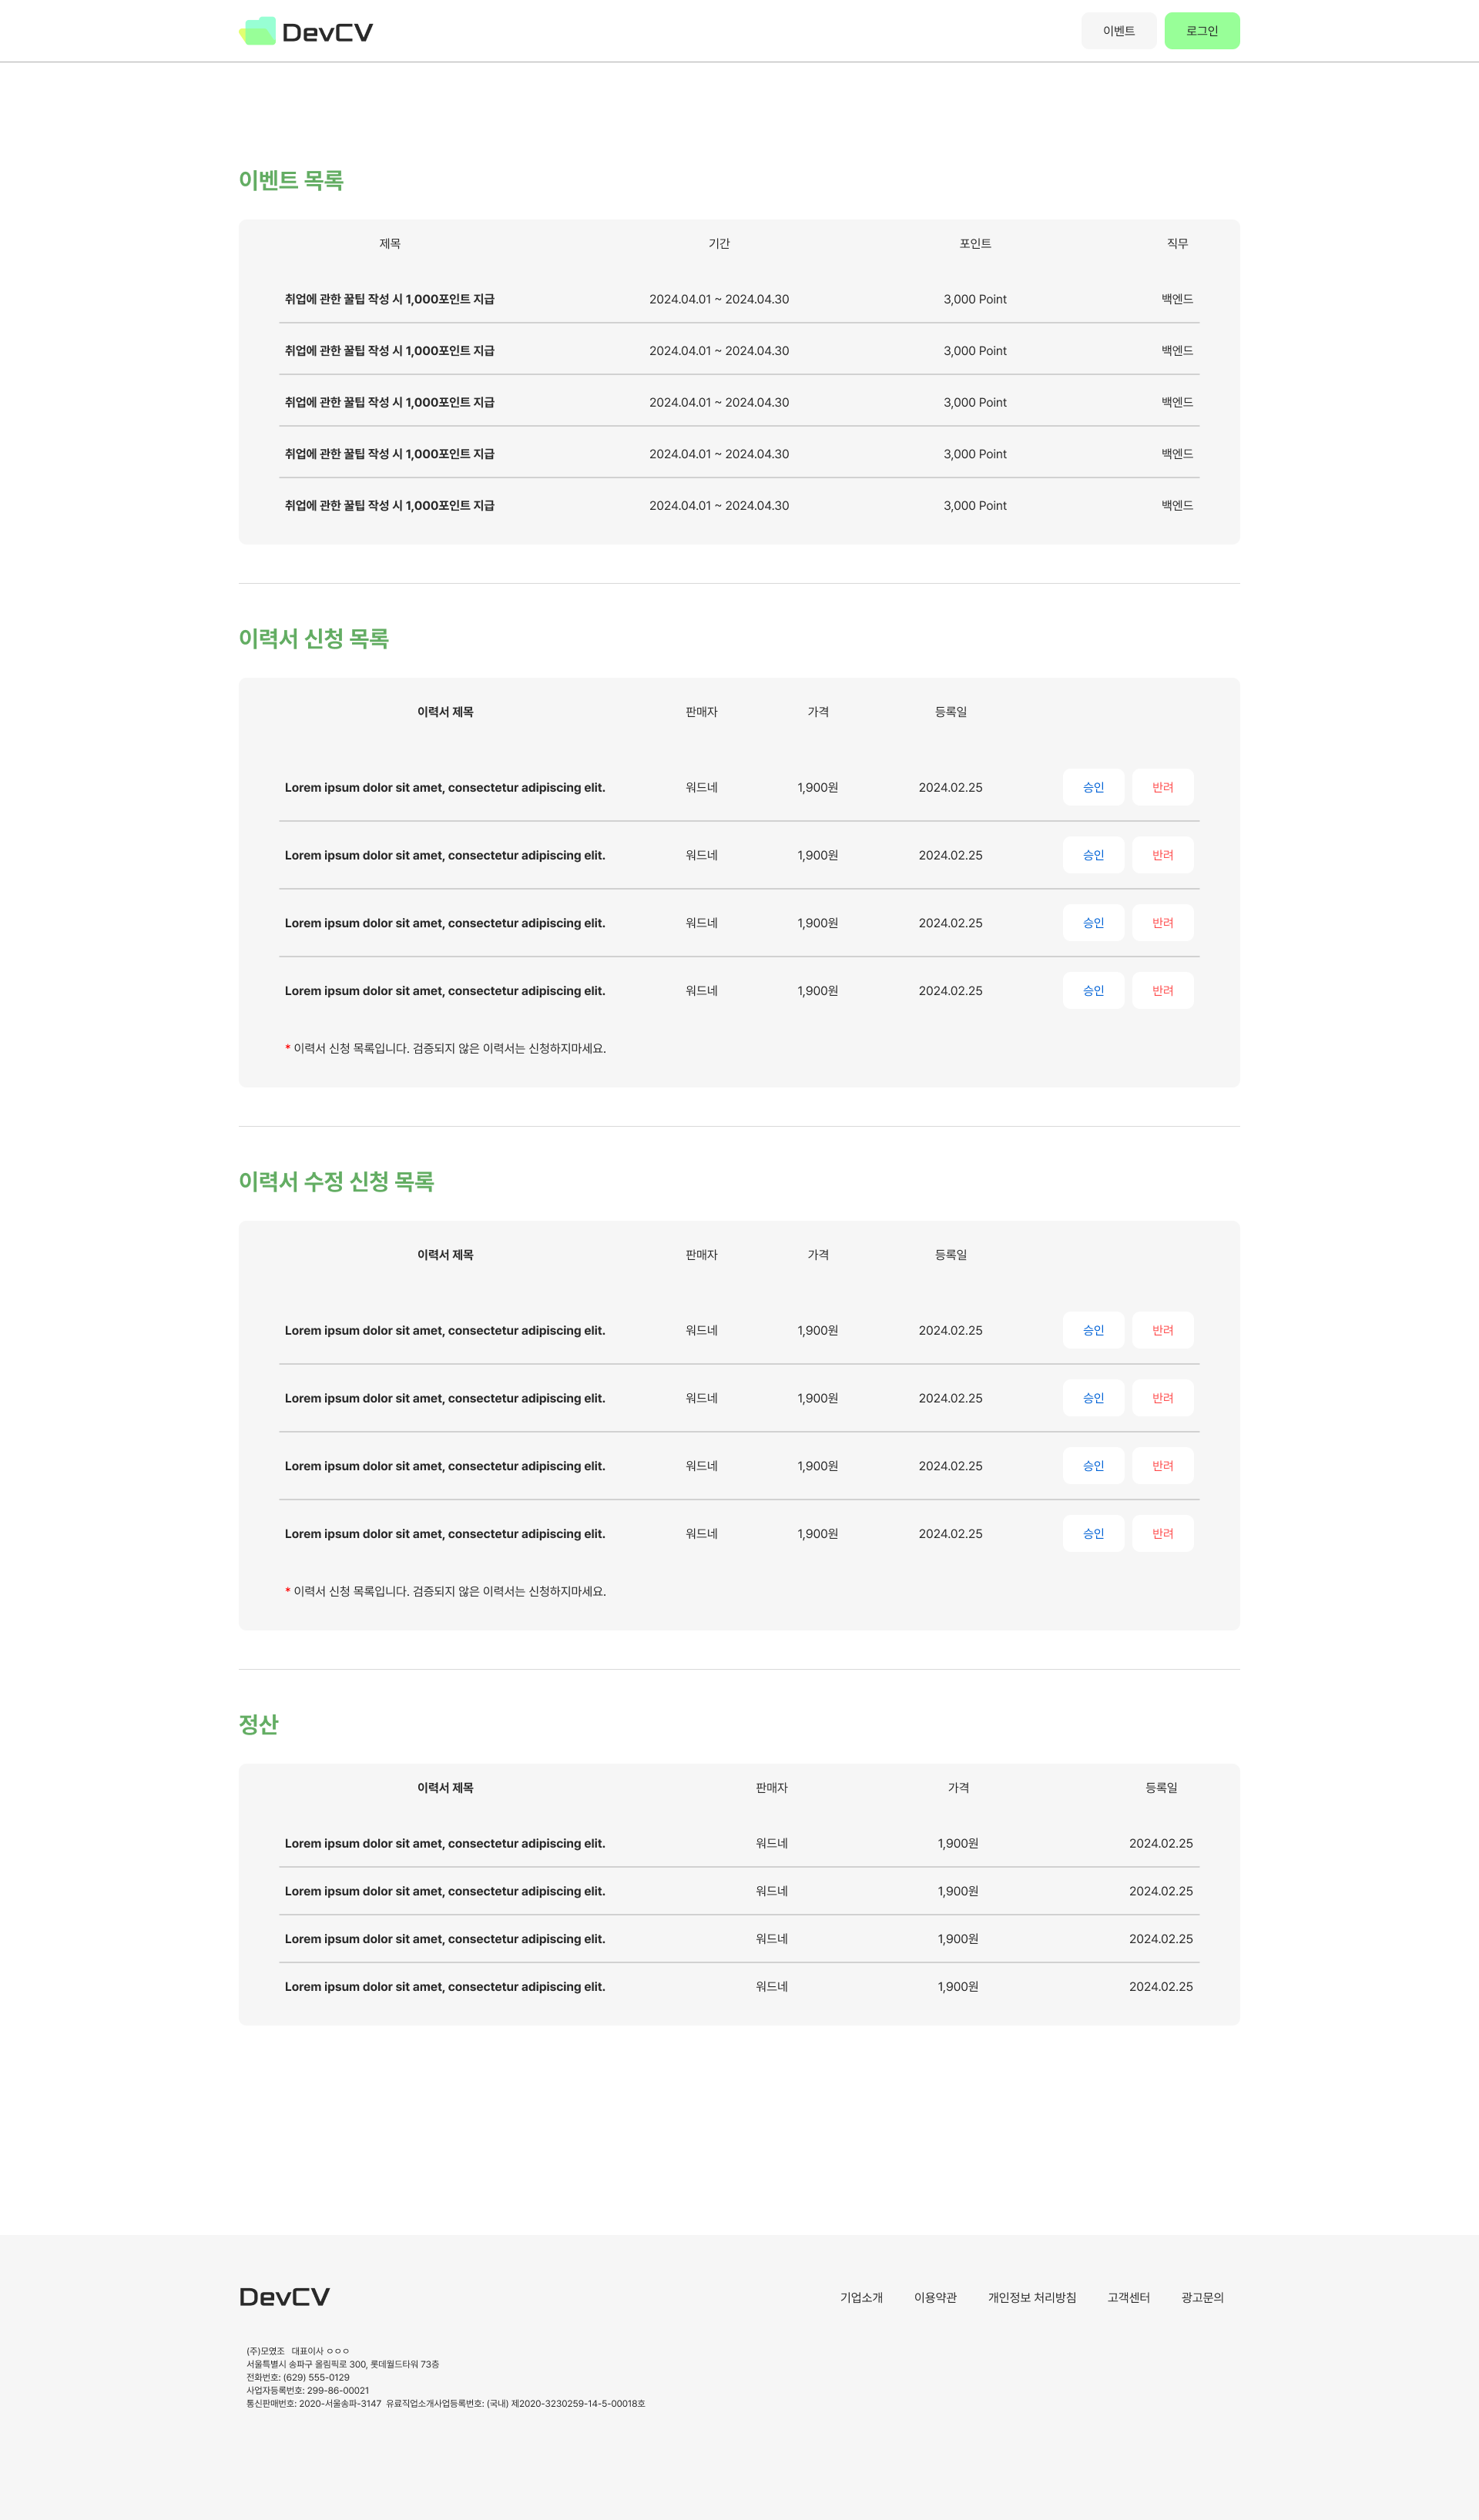 DevCV 이벤트 로그인
이벤트 목록
제목 기간 포인트 직무
취업에 관한 꿀팁 작성 시 1,000포인트 지급 2024.04.01 ~ 2024.04.30 3,000 Point 백엔드
취업에 관한 꿀팁 작성 시 1,000포인트 지급 2024.04.01 ~ 2024.04.30 3,000 Point 백엔드
취업에 관한 꿀팁 작성 시 1,000포인트 지급 2024.04.01 ~ 2024.04.30 3,000 Point 백엔드
취업에 관한 꿀팁 작성 시 1,000포인트 지급 2024.04.01 ~ 2024.04.30 3,000 Point 백엔드
취업에 관한 꿀팁 작성 시 1,000포인트 지급 2024.04.01 ~ 2024.04.30 3,000 Point 백엔드
이력서 신청 목록
이력서 제목 판매자 가격 등록일
Lorem ipsum dolor sit amet, consectetur adipiscing elit. 워드네 1,900원 2024.02.25 승인 반려
Lorem ipsum dolor sit amet, consectetur adipiscing elit. 워드네 1,900원 2024.02.25 승인 반려
Lorem ipsum dolor sit amet, consectetur adipiscing elit. 워드네 1,900원 2024.02.25 승인 반려
Lorem ipsum dolor sit amet, consectetur adipiscing elit. 워드네 1,900원 2024.02.25 승인 반려
* 이력서 신청 목록입니다. 검증되지 않은 이력서는 신청하지마세요.
이력서 수정 신청 목록
이력서 제목 판매자 가격 등록일
Lorem ipsum dolor sit amet, consectetur adipiscing elit. 워드네 1,900원 2024.02.25 승인 반려
Lorem ipsum dolor sit amet, consectetur adipiscing elit. 워드네 1,900원 2024.02.25 승인 반려
Lorem ipsum dolor sit amet, consectetur adipiscing elit. 워드네 1,900원 2024.02.25 승인 반려
Lorem ipsum dolor sit amet, consectetur adipiscing elit. 워드네 1,900원 2024.02.25 승인 반려
* 이력서 신청 목록입니다. 검증되지 않은 이력서는 신청하지마세요.
정산
이력서 제목 판매자 가격 등록일
Lorem ipsum dolor sit amet, consectetur adipiscing elit. 워드네 1,900원 2024.02.25
Lorem ipsum dolor sit amet, consectetur adipiscing elit. 워드네 1,900원 2024.02.25
Lorem ipsum dolor sit amet, consectetur adipiscing elit. 워드네 1,900원 2024.02.25
Lorem ipsum dolor sit amet, consectetur adipiscing elit. 워드네 1,900원 2024.02.25
DevCV 기업소개 이용약관 개인정보 처리방침 고객센터 광고문의
(주)모였조 대표이사 ㅇㅇㅇ
서울특별시 송파구 올림픽로 300, 롯데월드타워 73층
전화번호: (629) 555-0129
사업자등록번호: 299-86-00021
통신판매번호: 2020-서울송파-3147 유료직업소개사업등록번호: (국내) 제2020-3230259-14-5-00018호